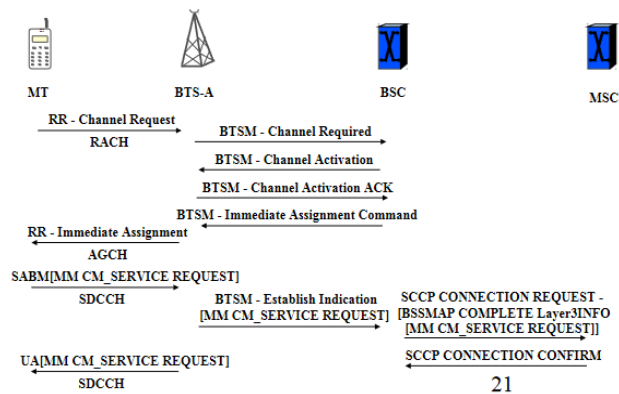 MT
BTS-A
BSC
MSC
RR - Channel Request
RACH
BTSM - Channel Required
BTSM - Channel Activation
BTSM - Channel Activation ACK
BTSM - Immediate Assignment Command
RR - Immediate Assignment
AGCH
SABM[MM CM_SERVICE REQUEST]
SDCCH
BTSM - Establish Indication
[MM CM_SERVICE REQUEST]
SCCP CONNECTION REQUEST -
[BSSMAP COMPLETE Layer3INFO
[MM CM_SERVICE REQUEST]]
SCCP CONNECTION CONFIRM
UA[MM CM_SERVICE REQUEST]
SDCCH
21